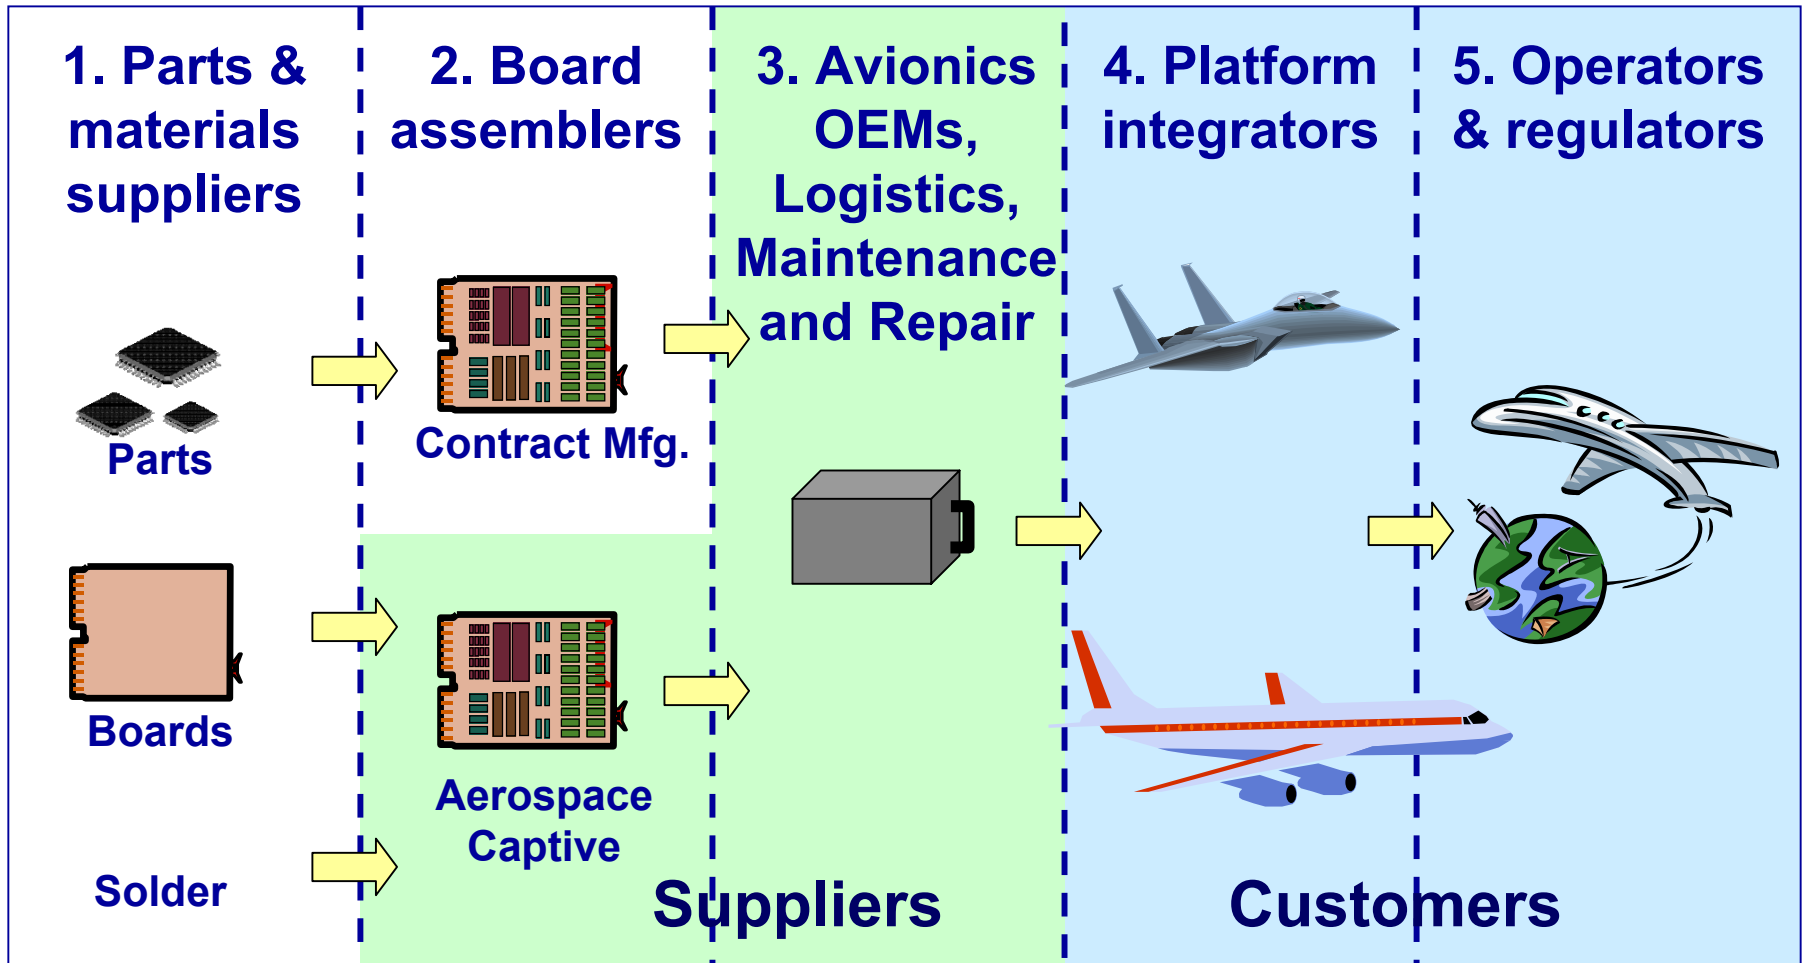 1. Parts &
materials
suppliers
2. Board
assemblers
3. Avionics
OEMs,
Logistics,
Maintenance
and Repair
4. Platform
integrators
5. Operators
& regulators
Parts
Boards
Solder
Contract Mfg.
Aerospace
Captive
Suppliers
Customers